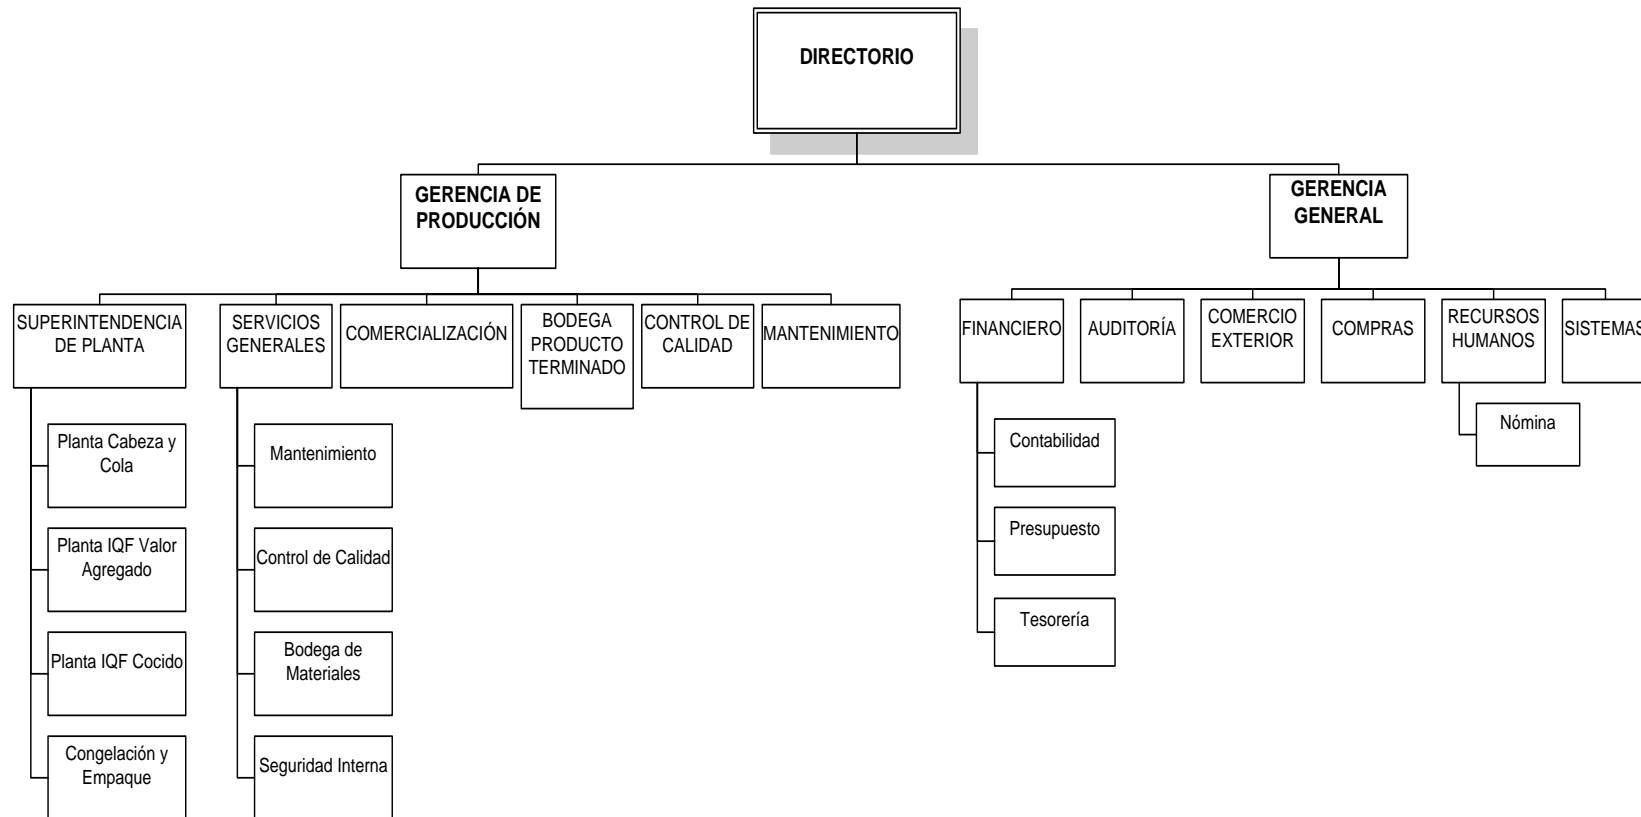 DIRECTORIO
GERENCIA DE
PRODUCCIÓN
GERENCIA
GENERAL
SUPERINTENDENCIA
DE PLANTA
SERVICIOS
GENERALES
COMERCIALIZACIÓN
BODEGA
PRODUCTO
TERMINADO
CONTROL DE
CALIDAD
MANTENIMIENTO
FINANCIERO
AUDITORÍA
COMERCIO
EXTERIOR
COMPRAS
RECURSOS
HUMANOS
SISTEMAS
Planta Cabeza y
Cola
Planta IQF Valor
Agregado
Planta IQF Cocido
Congelación y
Empaque
Mantenimiento
Control de Calidad
Bodega de
Materiales
Seguridad Interna
Contabilidad
Presupuesto
Tesorería
Nómina